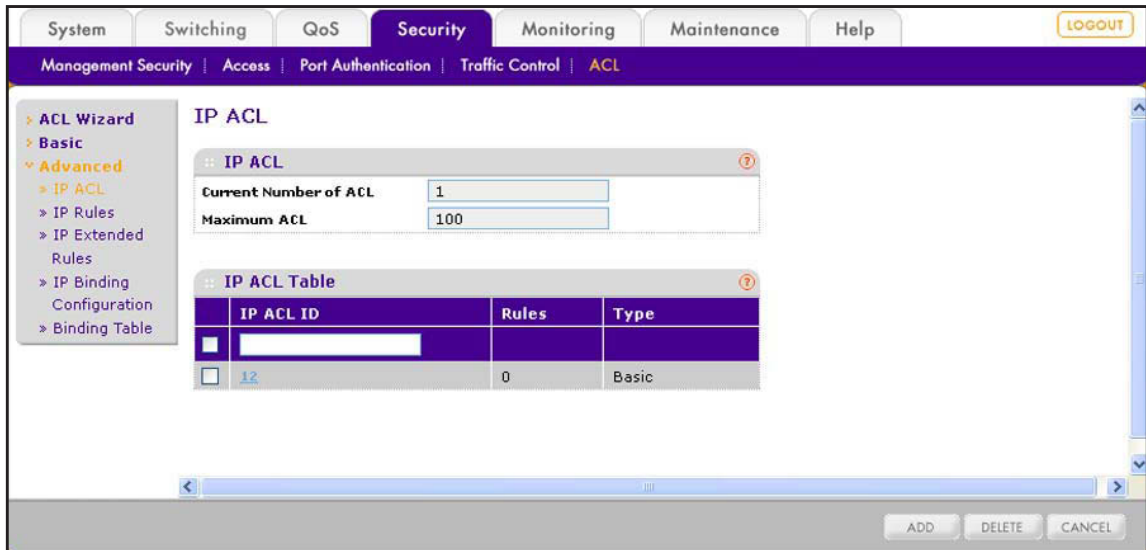 System Switching QoS Security Monitoring Maintenance Help LOGOUT
Management Security | Access | Port Authentication | Traffic Control | ACL
ACL Wizard
Basic
Advanced
» IP ACL
» IP Rules
» IP Extended
Rules
» IP Binding
Configuration
» Binding Table
IP ACL
IP ACL
Current Number of ACL 1
Maximum ACL 100
IP ACL Table
IP ACL ID Rules Type
12 0 Basic
ADD DELETE CANCEL